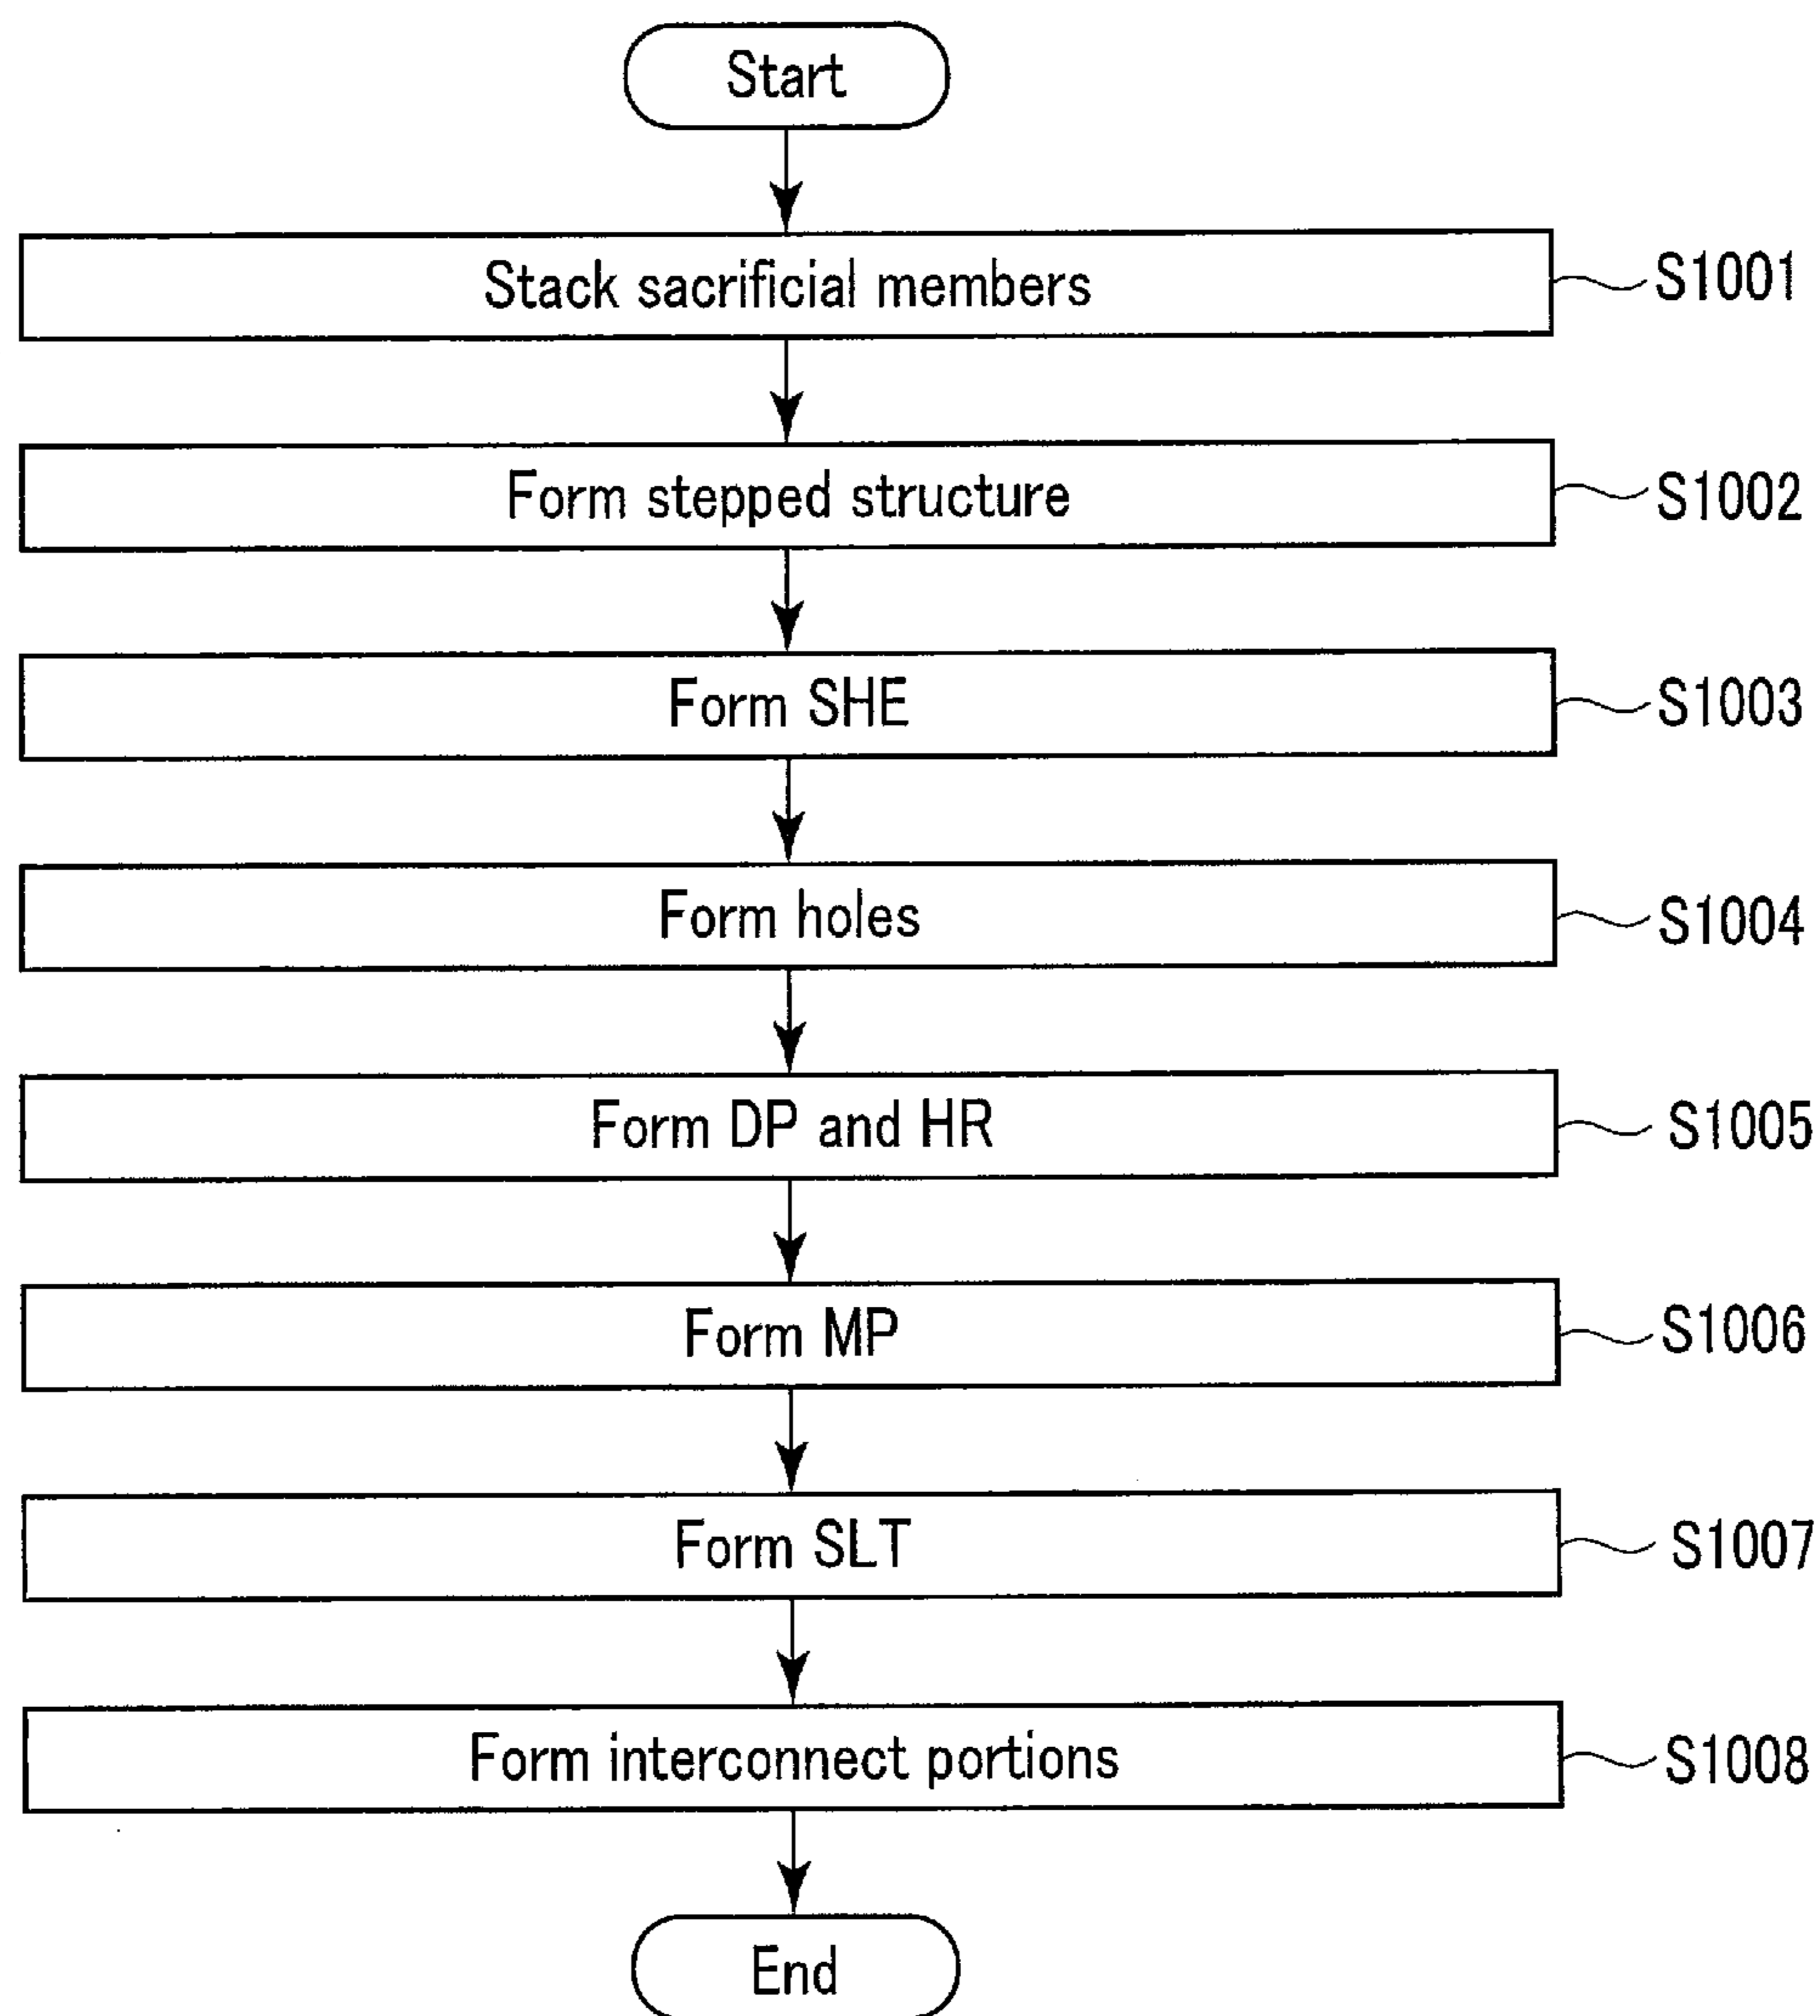 Start
Stack sacrificial members
S1001
Form stepped structure
S1002
Form SHE
S1003
Form holes
S1004
Form DP and HR
S1005
Form MP
S1006
Form SLT
S1007
Form interconnect portions
S1008
End